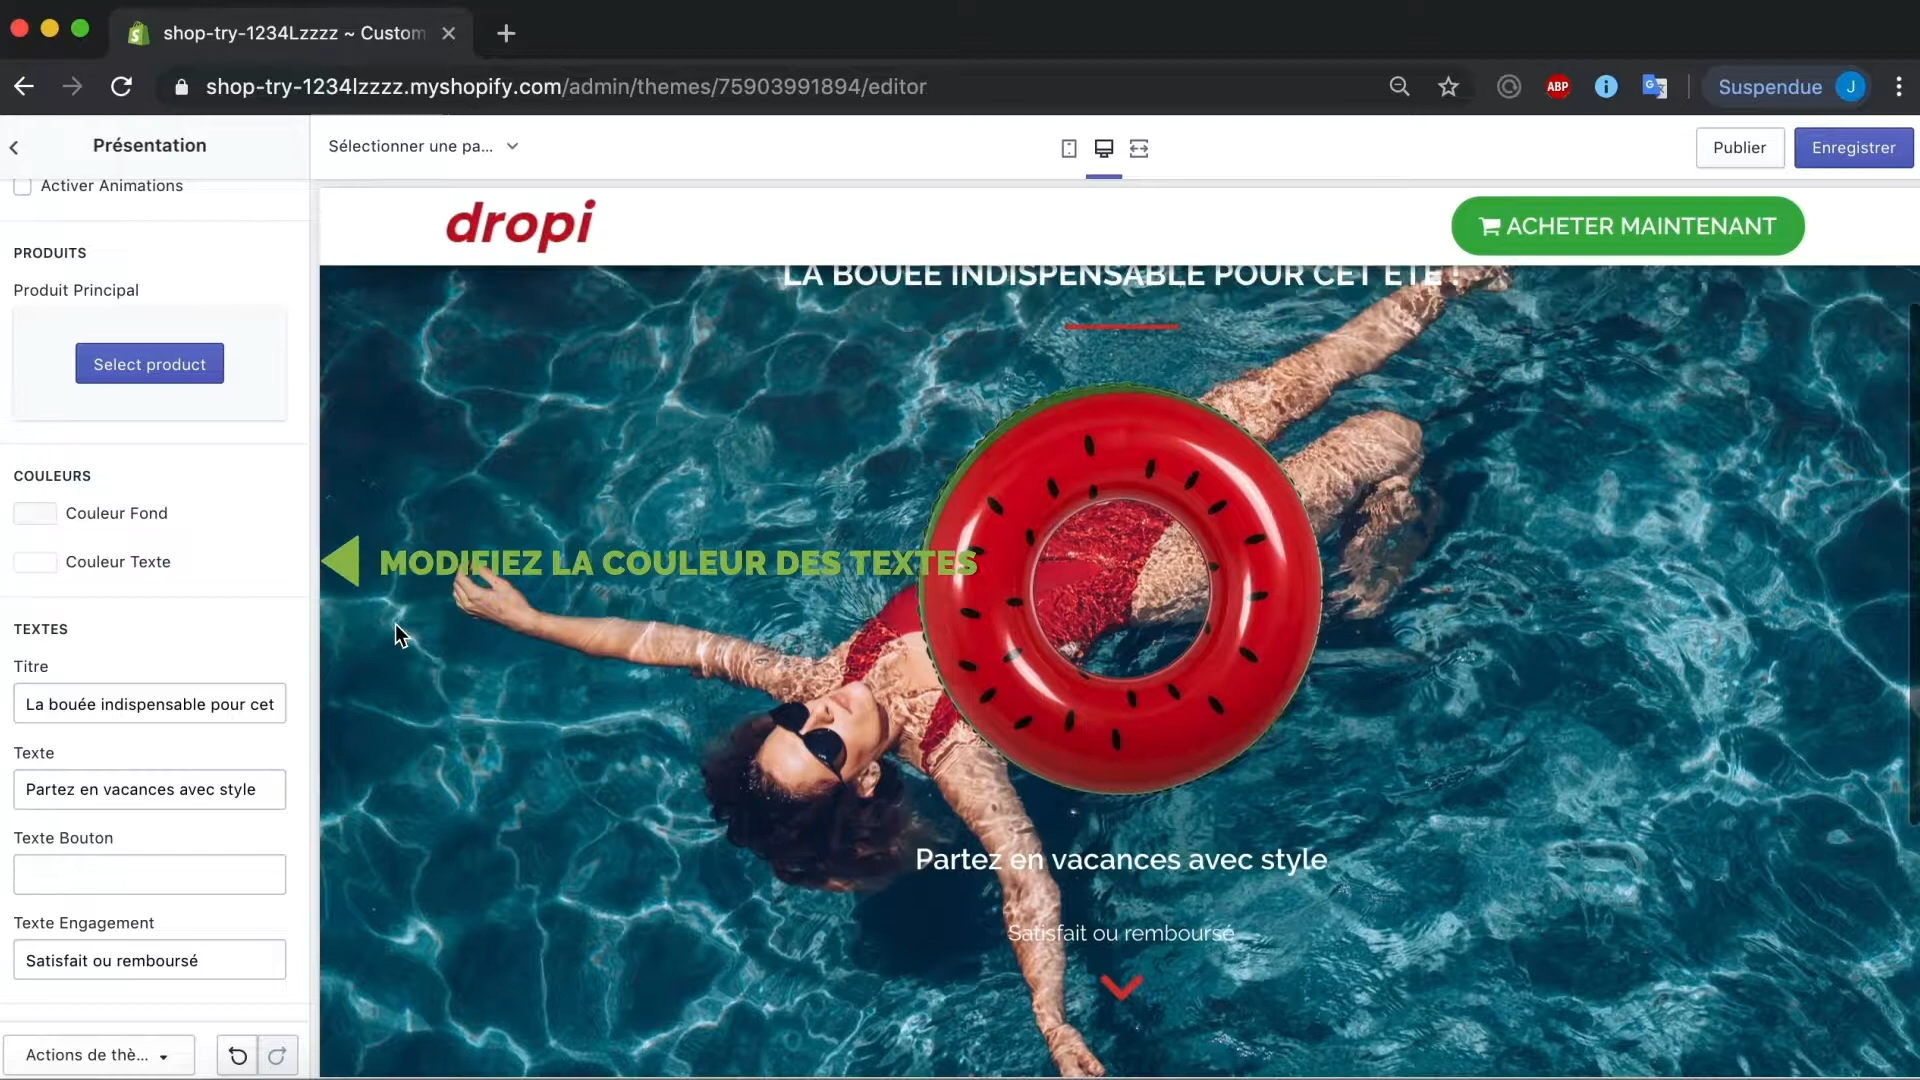 shop-try-1234Lzzzz ~ Custom
shop-try-1234lzzzz.myshopify.com/admin/themes/75903991894/editor
ABP
Suspendue
J
Présentation
Sélectionner une pa...
Publier
Enregistrer
Activer Animations
PRODUITS
Produit Principal
Select product
COULEURS
Couleur Fond
Couleur Texte
TEXTES
Titre
La bouée indispensable pour cet
Texte
Partez en vacances avec style
Texte Bouton
Texte Engagement
Satisfait ou remboursé
Actions de thè...
dropi
ACHETER MAINTENANT
LA BOUÉE INDISPENSABLE POUR CET ÉTÉ !
MODIFIEZ LA COULEUR DES TEXTES
Partez en vacances avec style
Satisfait ou remboursé